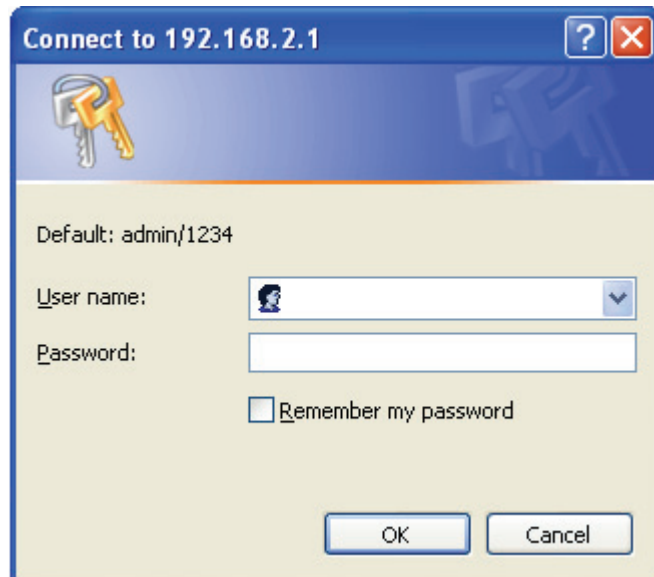 Connect to 192.168.2.1
Default: admin/1234
User name:
Password:
Remember my password
OK
Cancel